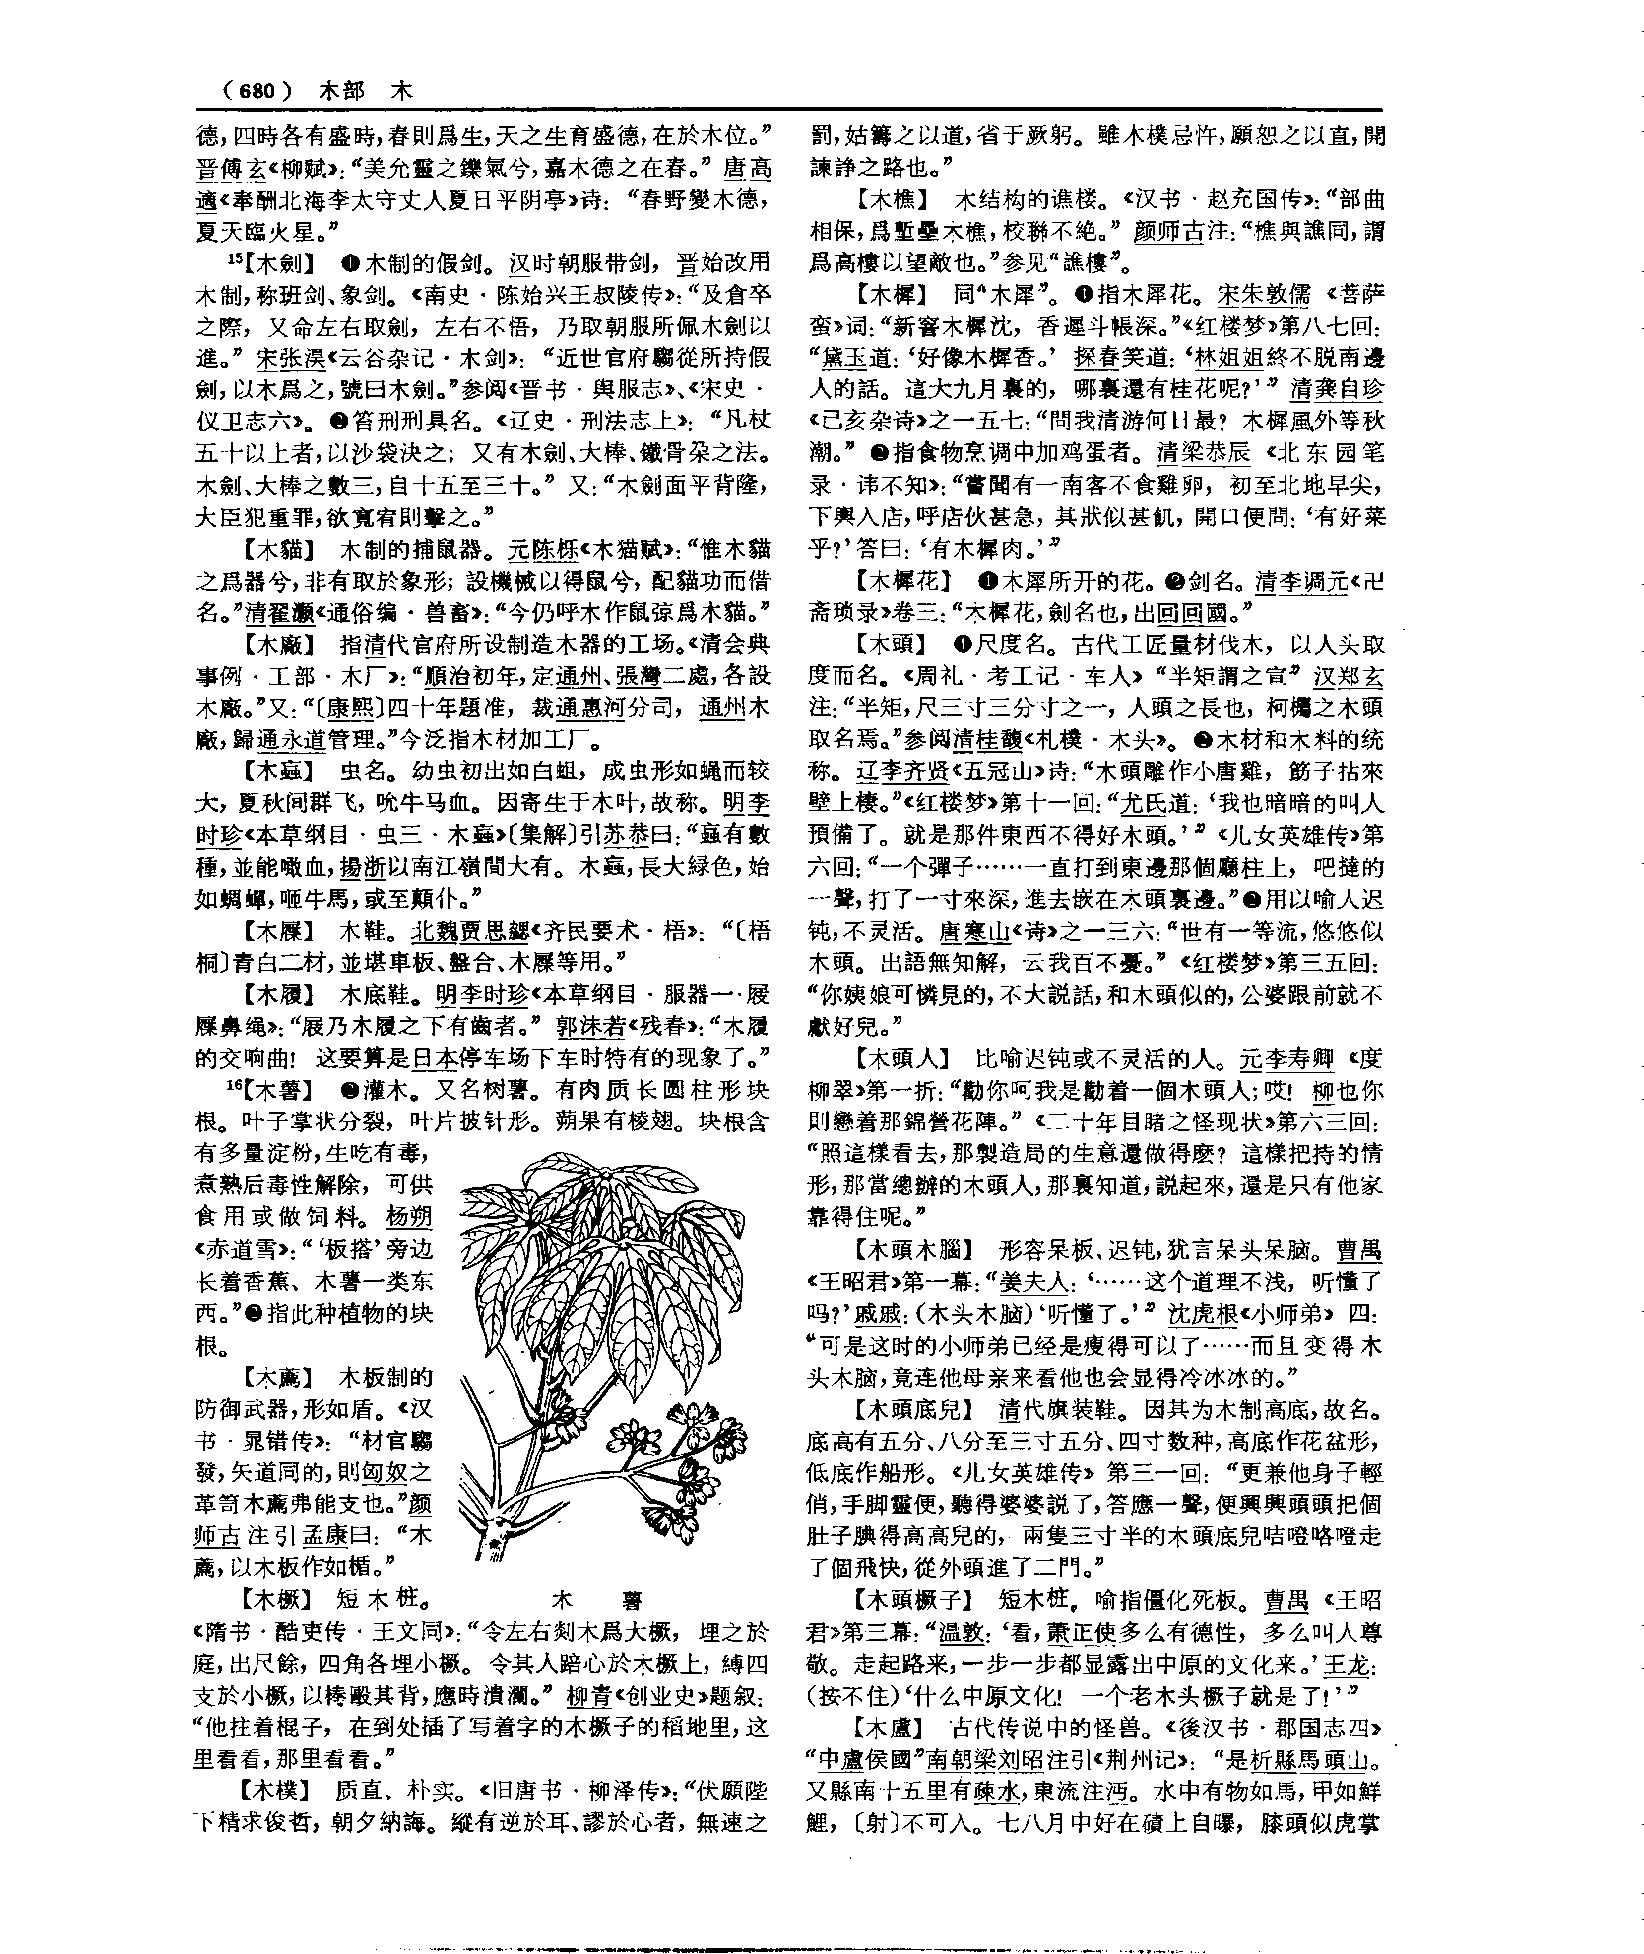 （680） 木部 木
德，四時各有盛時，春則爲生，天之生育盛德，在於木位。”
晋傅玄《柳赋》：“美允靈之鑠氣兮，嘉木德之在春。”唐高
適《奉酬北海李太守丈人夏日平阴亭》诗：“春野變木德，
夏天臨火星。”
15【木劍】 ❶木制的假剑。汉时朝服带剑，晋始改用
木制，称班剑、象剑。《南史·陈始兴王叔陵传》：“及倉卒
之際，又命左右取劍，左右不悟，乃取朝服所佩木劍以
進。”宋张淏《云谷杂记·木剑》：“近世官府騶從所持假
劍，以木爲之，號曰木劍。”参阅《晋书·舆服志》、《宋史·
仪卫志六》。❷笞刑刑具名。《辽史·刑法志上》：“凡杖
五十以上者，以沙袋決之；又有木劍、大棒、鐵骨朵之法。
木劍、大棒之數三，自十五至三十。”又：“木劍面平背隆，
大臣犯重罪，欲寬宥則擊之。”
【木貓】 木制的捕鼠器。元陈栎《木猫赋》：“惟木貓
之爲器兮，非有取於象形；設機械以得鼠兮，配貓功而借
名。”清翟灏《通俗编·兽畜》：“今仍呼木作鼠弶爲木貓。”
【木廠】 指清代官府所设制造木器的工场。《清会典
事例·工部·木厂》：“順治初年，定通州、張灣二處，各設
木廠。”又：“〔康熙〕四十年題准，裁通惠河分司，通州木
廠，歸通永道管理。”今泛指木材加工厂。
【木蝱】 虫名。幼虫初出如白蛆，成虫形如蝇而较
大，夏秋间群飞，吮牛马血。因寄生于木叶，故称。明李
时珍《本草纲目·虫三·木蝱》〔集解〕引苏恭曰：“蝱有數
種，並能噉血，揚浙以南江嶺間大有。木蝱，長大緑色，始
如蜩蟬，咂牛馬，或至顛仆。”
【木屧】 木鞋。北魏贾思勰《齐民要术·梧》：“〔梧
桐〕青白二材，並堪車板、盤合、木屧等用。”
【木履】 木底鞋。明李时珍《本草纲目·服器一·屐
屧鼻绳》：“屐乃木履之下有齒者。”郭沫若《残春》：“木履
的交响曲！这要算是日本停车场下车时特有的现象了。”
16【木薯】 ❶灌木。又名树薯。有肉质长圆柱形块
根。叶子掌状分裂，叶片披针形。蒴果有棱翅。块根含
有多量淀粉，生吃有毒，
煮熟后毒性解除，可供
食用或做饲料。杨朔
《赤道雪》：“‘板搭’旁边
长着香蕉、木薯一类东
西。”❷指此种植物的块
根。
【木薦】 木板制的
防御武器，形如盾。《汉
书·晁错传》：“材官騶
發，矢道同的，則匈奴之
革笥木薦弗能支也。”颜
师古注引孟康曰：“木
薦，以木板作如楯。”
【木橛】 短木桩。
木 薯
《隋书·酷吏传·王文同》：“令左右剡木爲大橛，埋之於
庭，出尺餘，四角各埋小橛。令其人踣心於木橛上，縛四
支於小橛，以棒毆其背，應時潰爛。”柳青《创业史》题叙：
“他拄着棍子，在到处插了写着字的木橛子的稻地里，这
里看看，那里看看。”
【木樸】 质直、朴实。《旧唐书·柳泽传》：“伏願陛
下精求俊哲，朝夕納誨。縱有逆於耳、謬於心者，無速之
罰，姑籌之以道，省于厥躬。雖木樸忌忤，願恕之以直，開
諫諍之路也。”
【木樵】 木结构的谯楼。《汉书·赵充国传》：“部曲
相保，爲塹壘木樵，校聯不絶。”颜师古注：“樵與譙同，謂
爲高樓以望敵也。”参见“譙樓”。
【木樨】 同“木犀”。❶指木犀花。宋朱敦儒《菩萨
蛮》词：“新窨木樨沈，香遲斗帳深。”《红楼梦》第八七回：
“黛玉道：‘好像木樨香。’探春笑道：‘林姐姐終不脱南邊
人的話。這大九月裏的，哪裏還有桂花呢？’”清龚自珍
《己亥杂诗》之一五七：“問我清游何日最？木樨風外等秋
潮。”❷指食物烹调中加鸡蛋者。清梁恭辰《北东园笔
录·讳不知》：“嘗聞有一南客不食雞卵，初至北地早尖，
下輿入店，呼店伙甚急，其狀似甚飢，開口便問：‘有好菜
乎？’答曰：‘有木樨肉。’”
【木樨花】 ❶木犀所开的花。❷剑名。清李调元《卍
斋琐录》卷三：“木樨花，劍名也，出回回國。”
【木頭】 ❶尺度名。古代工匠量材伐木，以人头取
度而名。《周礼·考工记·车人》“半矩謂之宣”汉郑玄
注：“半矩，尺三寸三分寸之一，人頭之長也，柯欘之木頭
取名焉。”参阅清桂馥《札樸·木头》。❷木材和木料的统
称。辽李齐贤《五冠山》诗：“木頭雕作小唐雞，筯子拈來
壁上棲。”《红楼梦》第十一回：“尤氏道：‘我也暗暗的叫人
預備了。就是那件東西不得好木頭。’”《儿女英雄传》第
六回：“一个彈子……一直打到東邊那個廳柱上，吧撻的
一聲，打了一寸來深，進去嵌在木頭裏邊。”❸用以喻人迟
钝，不灵活。唐寒山《诗》之一三六：“世有一等流，悠悠似
木頭。出語無知解，云我百不憂。”《红楼梦》第三五回：
“你姨娘可憐見的，不大説話，和木頭似的，公婆跟前就不
獻好兒。”
【木頭人】 比喻迟钝或不灵活的人。元李寿卿《度
柳翠》第一折：“勸你呵我是勸着一個木頭人；哎！柳也你
則戀着那錦營花陣。”《二十年目睹之怪现状》第六三回：
“照這樣看去，那製造局的生意還做得麽？這樣把持的情
形，那當總辦的木頭人，那裏知道，説起來，還是只有他家
靠得住呢。”
【木頭木腦】 形容呆板、迟钝，犹言呆头呆脑。曹禺
《王昭君》第一幕：“姜夫人：‘……这个道理不浅，听懂了
吗？’戚戚：（木头木脑）‘听懂了。’”沈虎根《小师弟》四：
“可是这时的小师弟已经是瘦得可以了……而且变得木
头木脑，竟连他母亲来看他也会显得冷冰冰的。”
【木頭底兒】 清代旗装鞋。因其为木制高底，故名。
底高有五分、八分至三寸五分、四寸数种，高底作花盆形，
低底作船形。《儿女英雄传》第三一回：“更兼他身子輕
俏，手脚靈便，聽得婆婆説了，答應一聲，便興興頭頭把個
肚子腆得高高兒的，兩隻三寸半的木頭底兒咭噔咯噔走
了個飛快，從外頭進了二門。”
【木頭橛子】 短木桩。喻指僵化死板。曹禺《王昭
君》第三幕：“温敦：‘看，萧正使多么有德性，多么叫人尊
敬。走起路来，一步一步都显露出中原的文化来。’王龙：
（按不住）‘什么中原文化！一个老木头橛子就是了！’”
【木盧】 古代传说中的怪兽。《後汉书·郡国志四》
“中盧侯國”南朝梁刘昭注引《荆州记》：“是析縣馬頭山。
又縣南十五里有疎水，東流注沔。水中有物如馬，甲如鮮
鯉，〔射〕不可入。七八月中好在磧上自曝，膝頭似虎掌